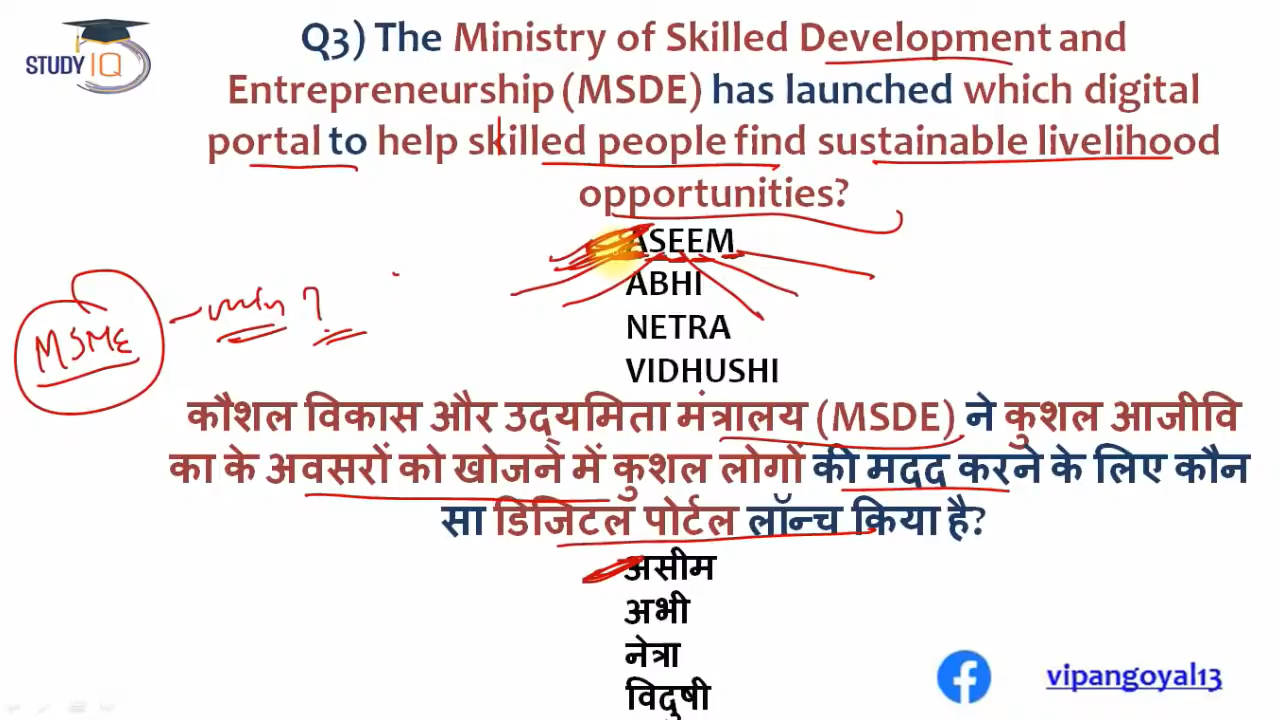 STUDY IQ
Q3) The Ministry of Skilled Development and
Entrepreneurship (MSDE) has launched which digital
portal to help skilled people find sustainable livelihood
opportunities?
ASEEM
ABHI
NETRA
VIDHUSHI
MSME
कौशल विकास और उद्यमिता मंत्रालय (MSDE) ने कुशल आजीवि
का के अवसरों को खोजने में कुशल लोगों की मदद करने के लिए कौन
सा डिजिटल पोर्टल लॉन्च किया है?
असीम
अभी
नेत्रा
विदुषी
vipangoyal13